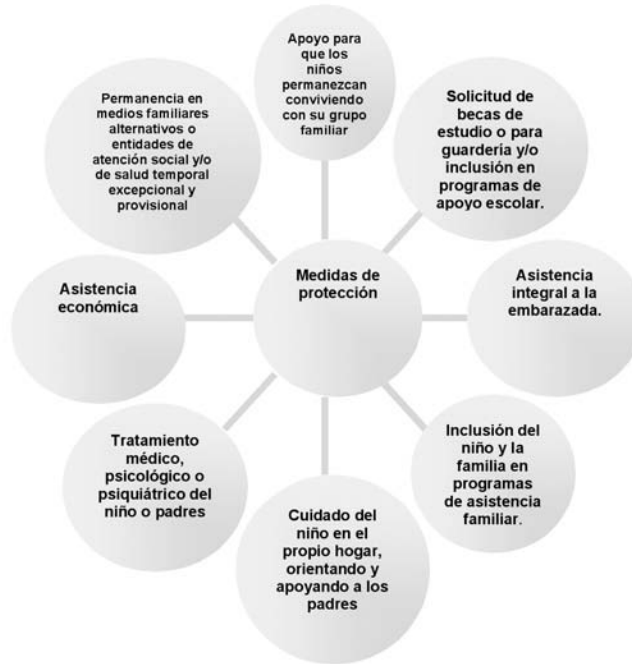 Apoyo para
que los
niños
permanezcan
conviviendo
con su grupo
familiar
Solicitud de
becas de
estudio o para
guardería y/o
inclusión en
programas de
apoyo escolar.
Asistencia
integral a la
embarazada.
Inclusión del
niño y la
familia en
programas
de asistencia
familiar.
Cuidado del
niño en el
propio hogar,
orientando y
apoyando a los
padres
Tratamiento
médico,
psicológico o
psiquiátrico del
niño o padres
Asistencia
económica
Permanencia en
medios familiares
alternativos o
entidades de
atención social y/o
de salud temporal
excepcional y
provisional
Medidas de
protección